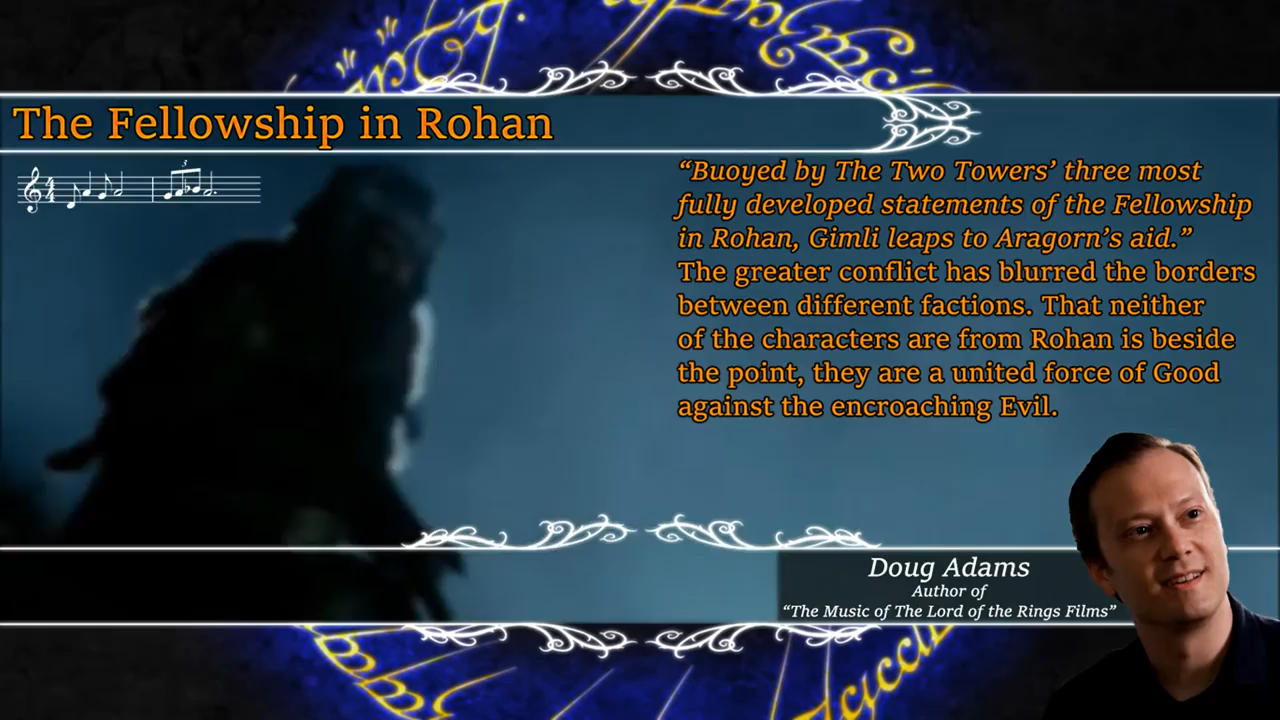 The Fellowship in Rohan
“Buoyed by The Two Towers’ three most
fully developed statements of the Fellowship
in Rohan, Gimli leaps to Aragorn’s aid.”
The greater conflict has blurred the borders
between different factions. That neither
of the characters are from Rohan is beside
the point, they are a united force of Good
against the encroaching Evil.
Doug Adams
Author of
“The Music of The Lord of the Rings Films”